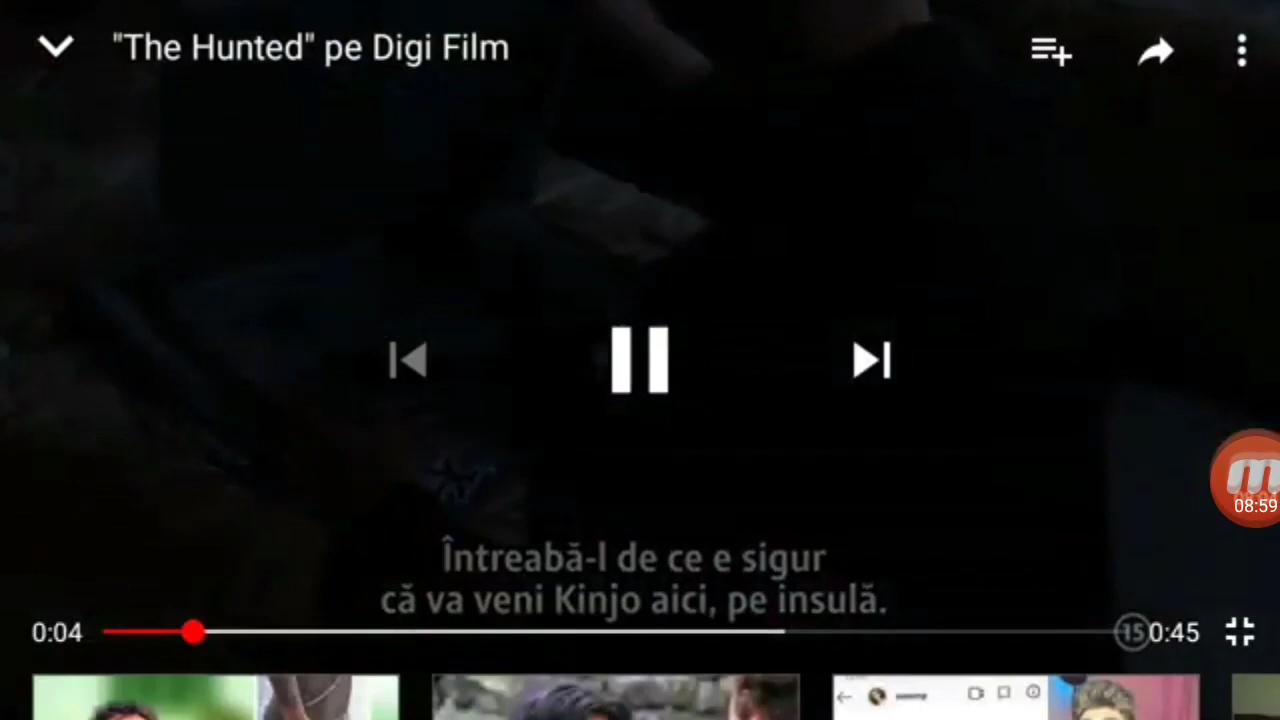 "The Hunted" pe Digi Film
08:59
Întreabă-l de ce e sigur
că va veni Kinjo aici, pe insulă.
0:04
15
0:45